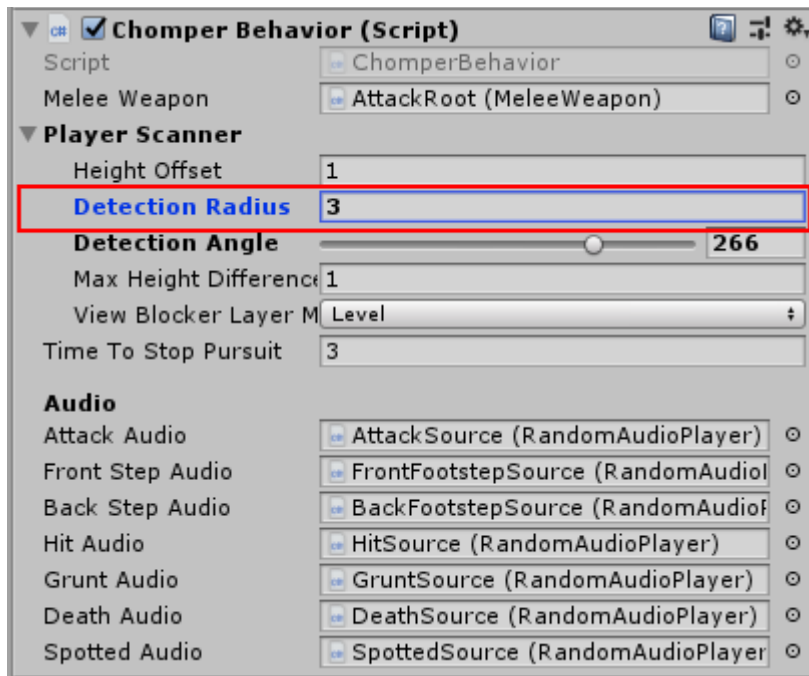 Chomper Behavior (Script)
Script ChomperBehavior
Melee Weapon AttackRoot (MeleeWeapon)
Player Scanner
Height Offset 1
Detection Radius 3
Detection Angle 266
Max Height Difference 1
View Blocker Layer M Level
Time To Stop Pursuit 3
Audio
Attack Audio AttackSource (RandomAudioPlayer)
Front Step Audio FrontFootstepSource (RandomAudio
Back Step Audio BackFootstepSource (RandomAudio
Hit Audio HitSource (RandomAudioPlayer)
Grunt Audio GruntSource (RandomAudioPlayer)
Death Audio DeathSource (RandomAudioPlayer)
Spotted Audio SpottedSource (RandomAudioPlayer